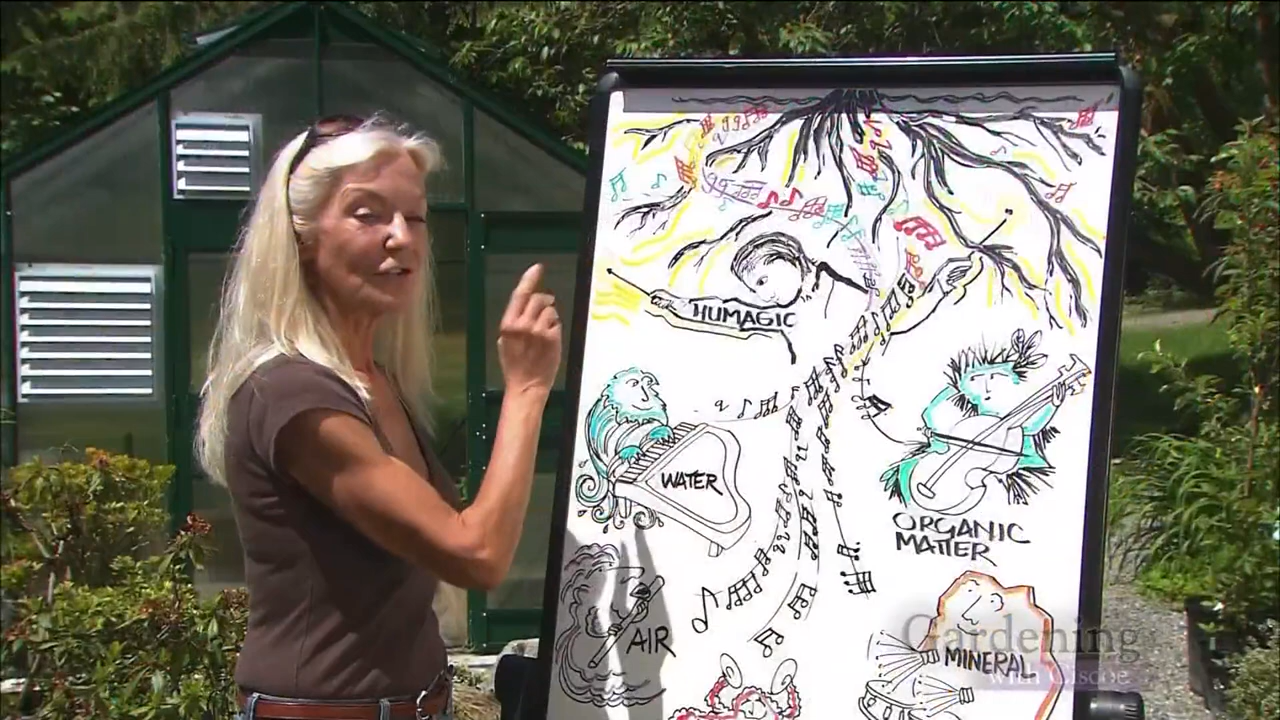 HUMAGIC
WATER
ORGANIC
MATTER
AIR
MINERAL
Gardening
with Ciscoe